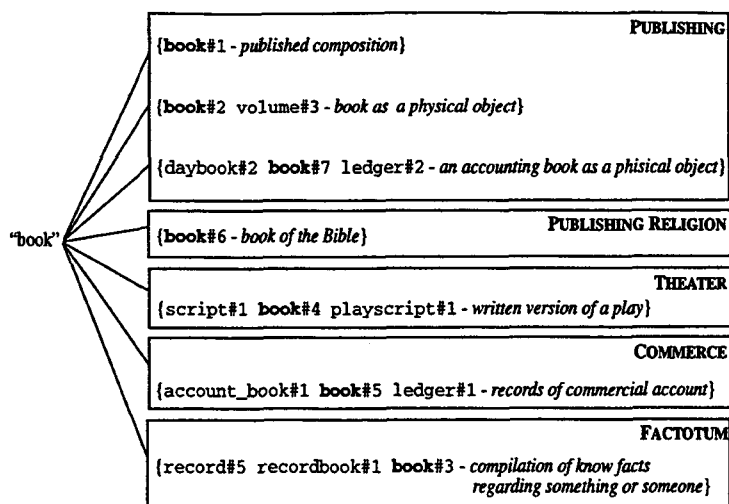 PUBLISHING
{book#1 - published composition}
{book#2 volume#3 - book as a physical object}
{daybook#2 book#7 ledger#2 - an accounting book as a phisical object}
PUBLISHING RELIGION
"book"
{book#6 - book of the Bible}
THEATER
{script#1 book#4 playscript#1 - written version of a play}
COMMERCE
{account_book#1 book#5 ledger#1 - records of commercial account}
FACTOTUM
{record#5 recordbook#1 book#3 - compilation of know facts
regarding something or someone}